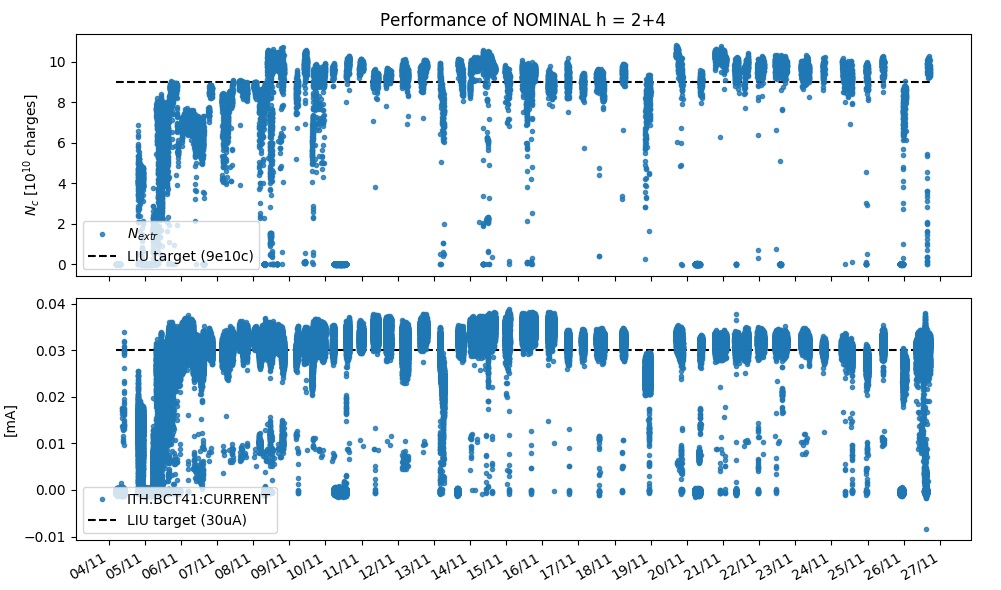 Performance of NOMINAL h = 2+4
N_c [10^10 charges]
10
8
6
4
2
0
N_extr
LIU target (9e10c)
[mA]
0.04
0.03
0.02
0.01
0.00
−0.01
ITH.BCT41:CURRENT
LIU target (30uA)
04/11 05/11 06/11 07/11 08/11 09/11 10/11 11/11 12/11 13/11 14/11 15/11 16/11 17/11 18/11 19/11 20/11 21/11 22/11 23/11 24/11 25/11 26/11 27/11